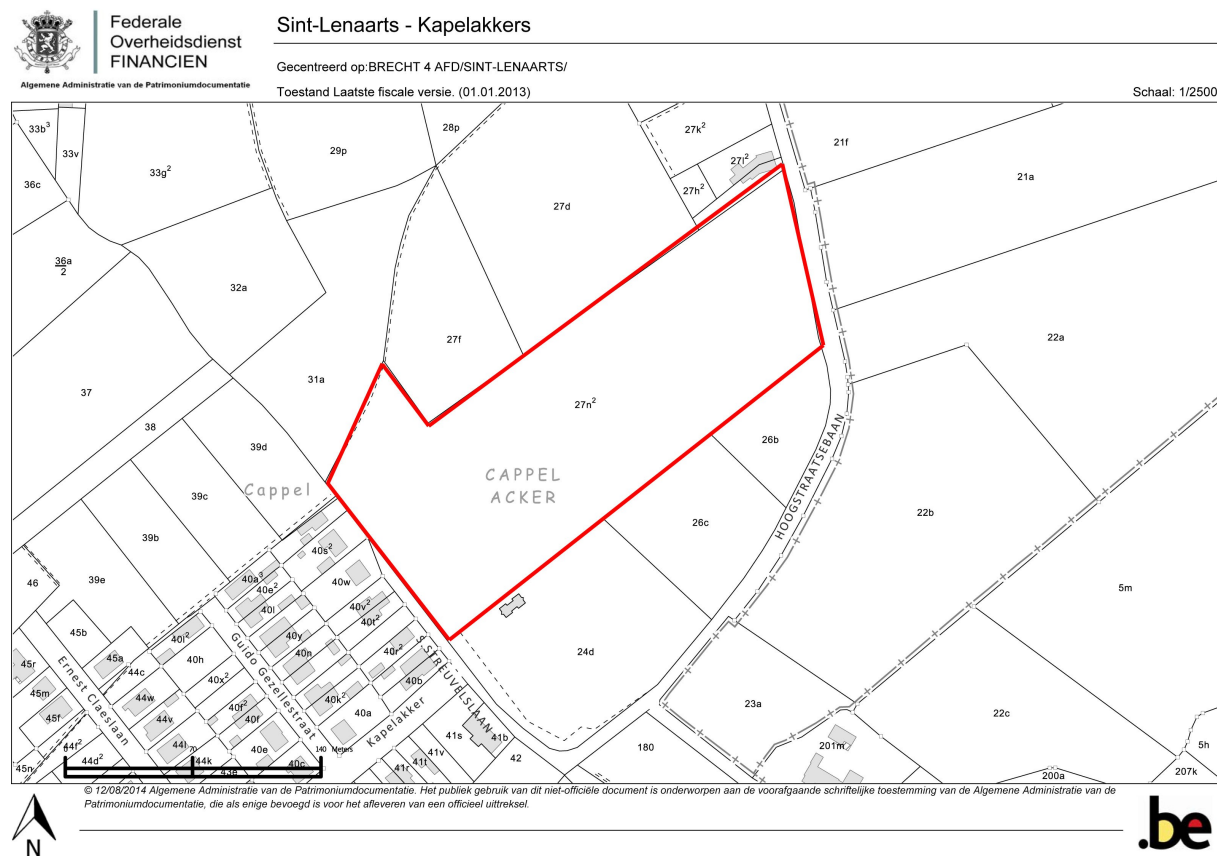 Federale
Overheidsdienst
FINANCIEN
Algemene Administratie van de Patrimoniumdocumentatie
Sint-Lenaarts - Kapelakkers
Gecentreerd op:BRECHT 4 AFD/SINT-LENAARTS/
Toestand Laatste fiscale versie. (01.01.2013)
Schaal: 1/2500
33b³
33v
36c
33g²
29p
28p
27k²
27l²
27h²
21f
21a
27d
36a
2
32a
27f
22a
37
31a
38
27n²
39d
26b
39c
Cappel
CAPPEL
ACKER
HOOGSTRAATSEBAAN
26c
22b
39b
40s²
46
39e
40a³
40e²
40w
40l
40v²
40t²
5m
45b
40l²
40y
40n
40r²
24d
45r
45a
44c
40h
40x²
40b
S.STREUVELSLAAN
45m
44w
40k²
40f²
40f
40a
45f
44v
Ernest Claeslaan
Guido Gezellestraat
Kapelakker
23a
22c
44f²
44l
40e
41s
41b
41v
42
180
201m²
5h
45n
44d²
44k
43e
40c
41r
41t
200a
207k
70
140
Meters
© 12/08/2014 Algemene Administratie van de Patrimoniumdocumentatie. Het publiek gebruik van dit niet-officiële document is onderworpen aan de voorafgaande schriftelijke toestemming van de Algemene Administratie van de
Patrimoniumdocumentatie, die als enige bevoegd is voor het afleveren van een officieel uittreksel.
N
.be